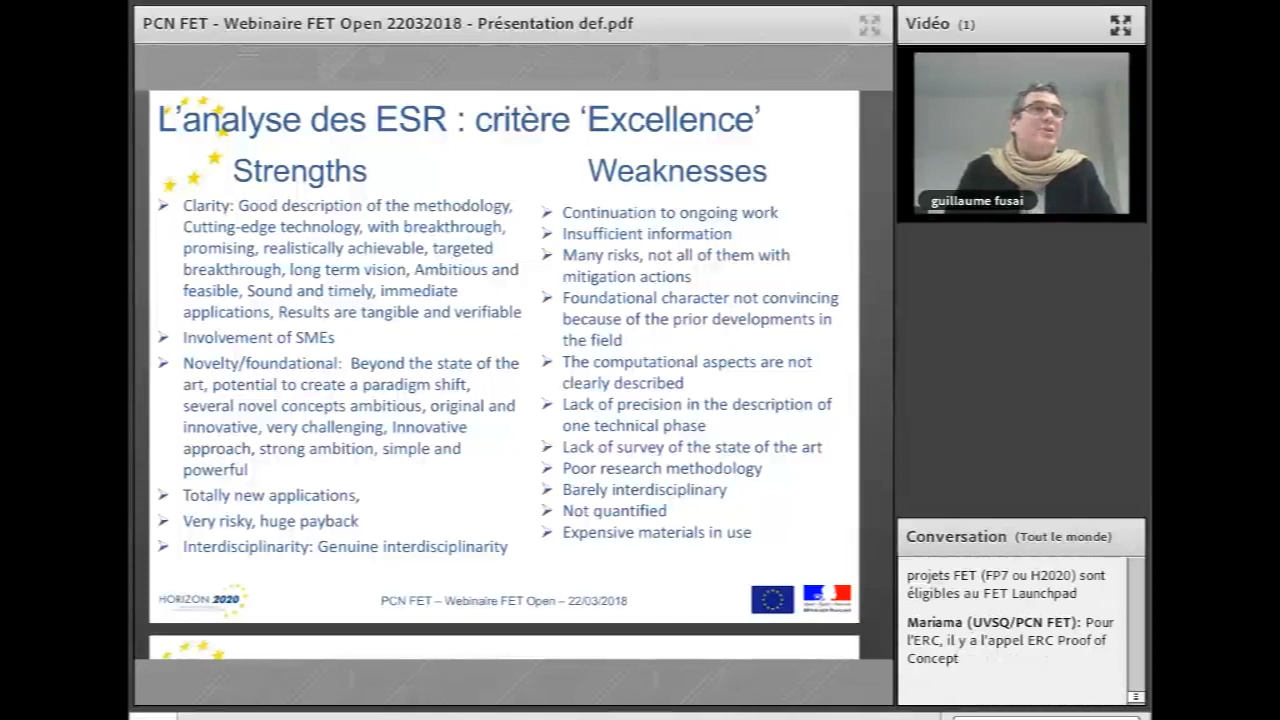 PCN FET - Webinaire FET Open 22032018 - Présentation def.pdf
L'analyse des ESR : critère 'Excellence'
Strengths
Clarity: Good description of the methodology,
Cutting-edge technology, with breakthrough,
promising, realistically achievable, targeted
breakthrough, long term vision, Ambitious and
feasible, Sound and timely, immediate
applications, Results are tangible and verifiable
Involvement of SMEs
Novelty/foundational: Beyond the state of the
art, potential to create a paradigm shift,
several novel concepts ambitious, original and
innovative, very challenging, Innovative
approach, strong ambition, simple and
powerful
Totally new applications,
Very risky, huge payback
Interdisciplinarity: Genuine interdisciplinarity
Weaknesses
Continuation to ongoing work
Insufficient information
Many risks, not all of them with
mitigation actions
Foundational character not convincing
because of the prior developments in
the field
The computational aspects are not
clearly described
Lack of precision in the description of
one technical phase
Lack of survey of the state of the art
Poor research methodology
Barely interdisciplinary
Not quantified
Expensive materials in use
HORIZON 2020
PCN FET – Webinaire FET Open – 22/03/2018
Vidéo (1)
guillaume fusai
Conversation (Tout le monde)
projets FET (FP7 ou H2020) sont
éligibles au FET Launchpad
Mariama (UVSQ/PCN FET): Pour
l'ERC, il y a l'appel ERC Proof of
Concept